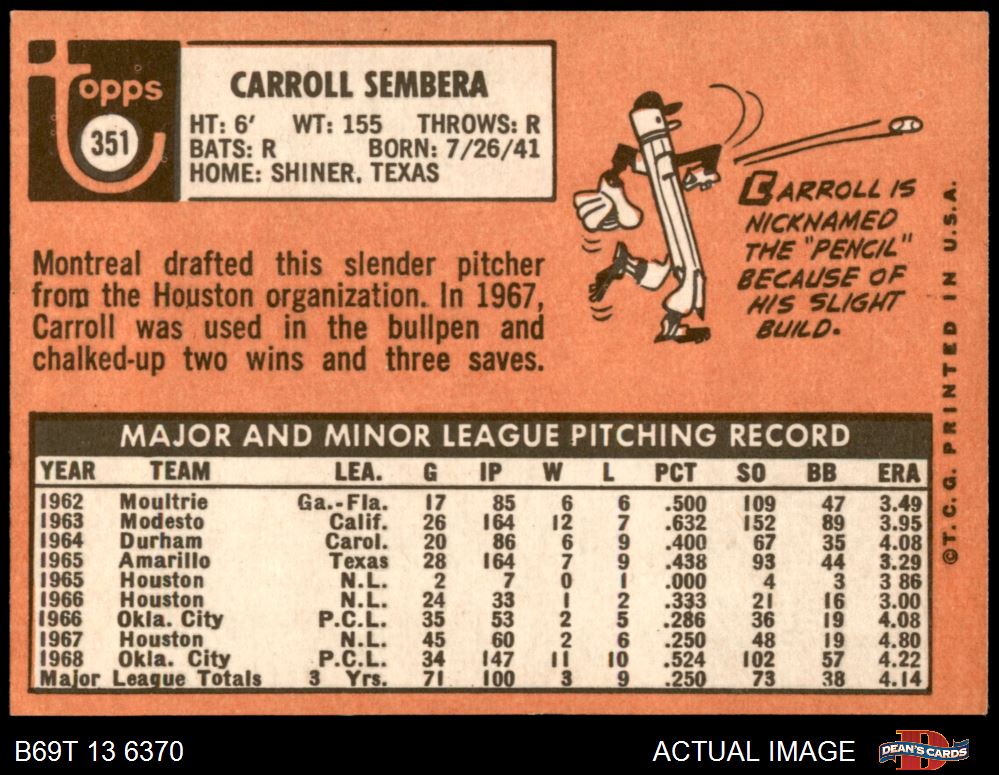 Topps
351
CARROLL SEMBERA
HT: 6' WT: 155 THROWS: R
BATS: R BORN: 7/26/41
HOME: SHINER, TEXAS
Montreal drafted this slender pitcher
from the Houston organization. In 1967,
Carroll was used in the bullpen and
chalked-up two wins and three saves.
CARROLL IS
NICKNAMED
THE "PENCIL"
BECAUSE OF
HIS SLIGHT
BUILD.
©T.C.G. PRINTED IN U.S.A.
MAJOR AND MINOR LEAGUE PITCHING RECORD
YEAR TEAM LEA. G IP W L PCT SO BB ERA
1962 Moultrie Ga.-Fla. 17 85 6 6 .500 109 47 3.49
1963 Modesto Calif. 26 164 12 7 .632 152 89 3.95
1964 Durham Carol. 20 86 6 9 .400 67 35 4.08
1965 Amarillo Texas 28 164 7 9 .438 93 44 3.29
1965 Houston N.L. 2 7 0 1 .000 4 3 3 86
1966 Houston N.L. 24 33 1 2 .333 21 16 3.00
1966 Okla. City P.C.L. 35 53 2 5 .286 36 19 4.08
1967 Houston N.L. 45 60 2 6 .250 48 19 4.80
1968 Okla. City P.C.L. 34 147 11 10 .524 102 57 4.22
Major League Totals 3 Yrs. 71 100 3 9 .250 73 38 4.14
B69T 13 6370
ACTUAL IMAGE
DEAN'S CARDS